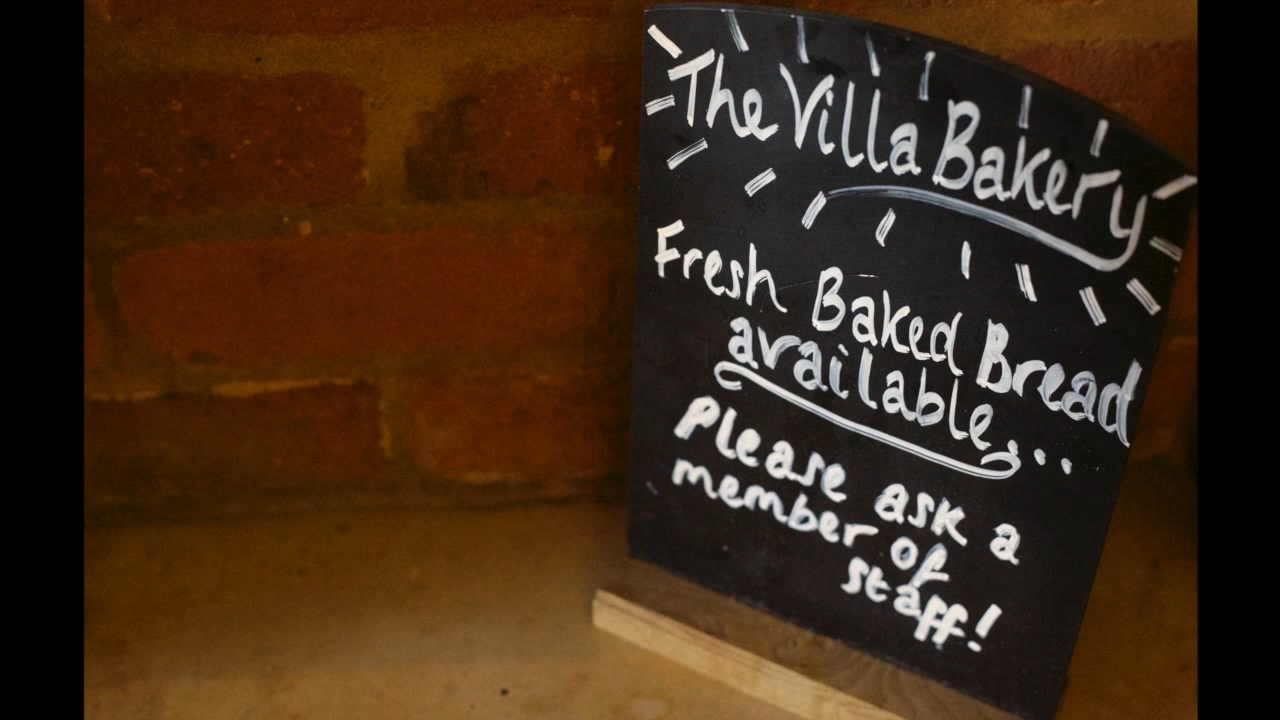 The Villa Bakery
Fresh Baked Bread
available...
Please ask a
member of
staff!